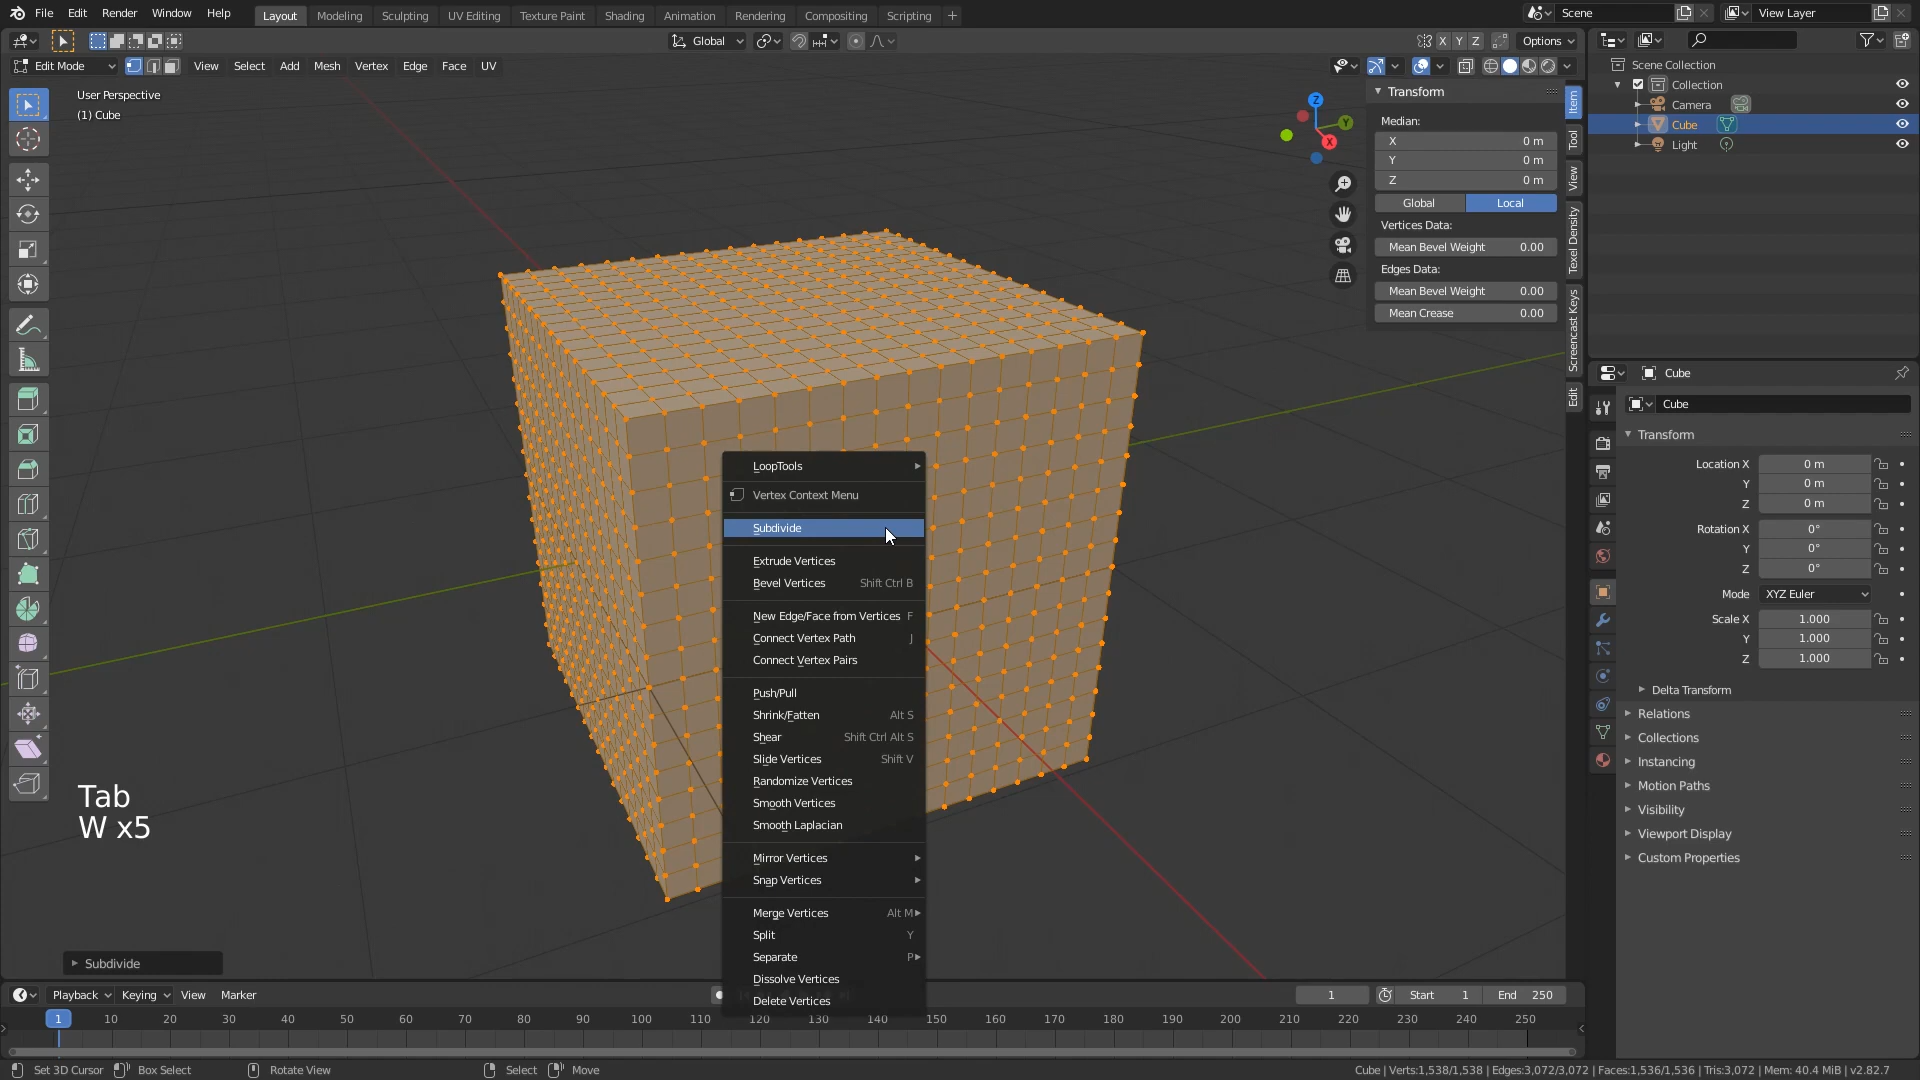 File Edit Render Window Help
Layout Modeling Sculpting UV Editing Texture Paint Shading Animation Rendering Compositing Scripting +
Scene View Layer
Global X Y Z Options
Edit Mode View Select Add Mesh Vertex Edge Face UV
User Perspective
(1) Cube
Z
Y
X
Transform
Median:
X 0 m
Y 0 m
Z 0 m
Global Local
Vertices Data:
Mean Bevel Weight 0.00
Edges Data:
Mean Bevel Weight 0.00
Mean Crease 0.00
Item
Tool
View
Texel Density
Screencast Keys
Edit
Scene Collection
Collection
Camera
Cube
Light
Cube
Cube
Transform
Location X 0 m
Y 0 m
Z 0 m
Rotation X 0°
Y 0°
Z 0°
Mode XYZ Euler
Scale X 1.000
Y 1.000
Z 1.000
Delta Transform
Relations
Collections
Instancing
Motion Paths
Visibility
Viewport Display
Custom Properties
LoopTools
Vertex Context Menu
Subdivide
Extrude Vertices
Bevel Vertices Shift Ctrl B
New Edge/Face from Vertices F
Connect Vertex Path J
Connect Vertex Pairs
Push/Pull
Shrink/Fatten Alt S
Shear Shift Ctrl Alt S
Slide Vertices Shift V
Randomize Vertices
Smooth Vertices
Smooth Laplacian
Mirror Vertices
Snap Vertices
Merge Vertices Alt M
Split Y
Separate P
Dissolve Vertices
Delete Vertices
Tab
W x5
Subdivide
Playback Keying View Marker 1 Start 1 End 250
1 10 20 30 40 50 60 70 80 90 100 110 120 130 140 150 160 170 180 190 200 210 220 230 240 250
Set 3D Cursor Box Select Rotate View Select Move Cube | Verts:1,538/1,538 | Edges:3,072/3,072 | Faces:1,536/1,536 | Tris:3,072 | Mem: 40.4 MiB | v2.82.7